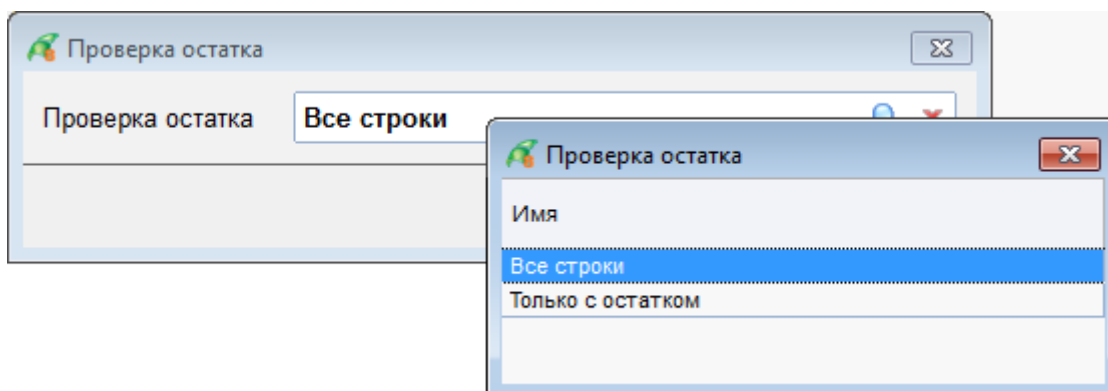 Проверка остатка
Проверка остатка Все строки
Проверка остатка
Имя
Все строки
Только с остатком